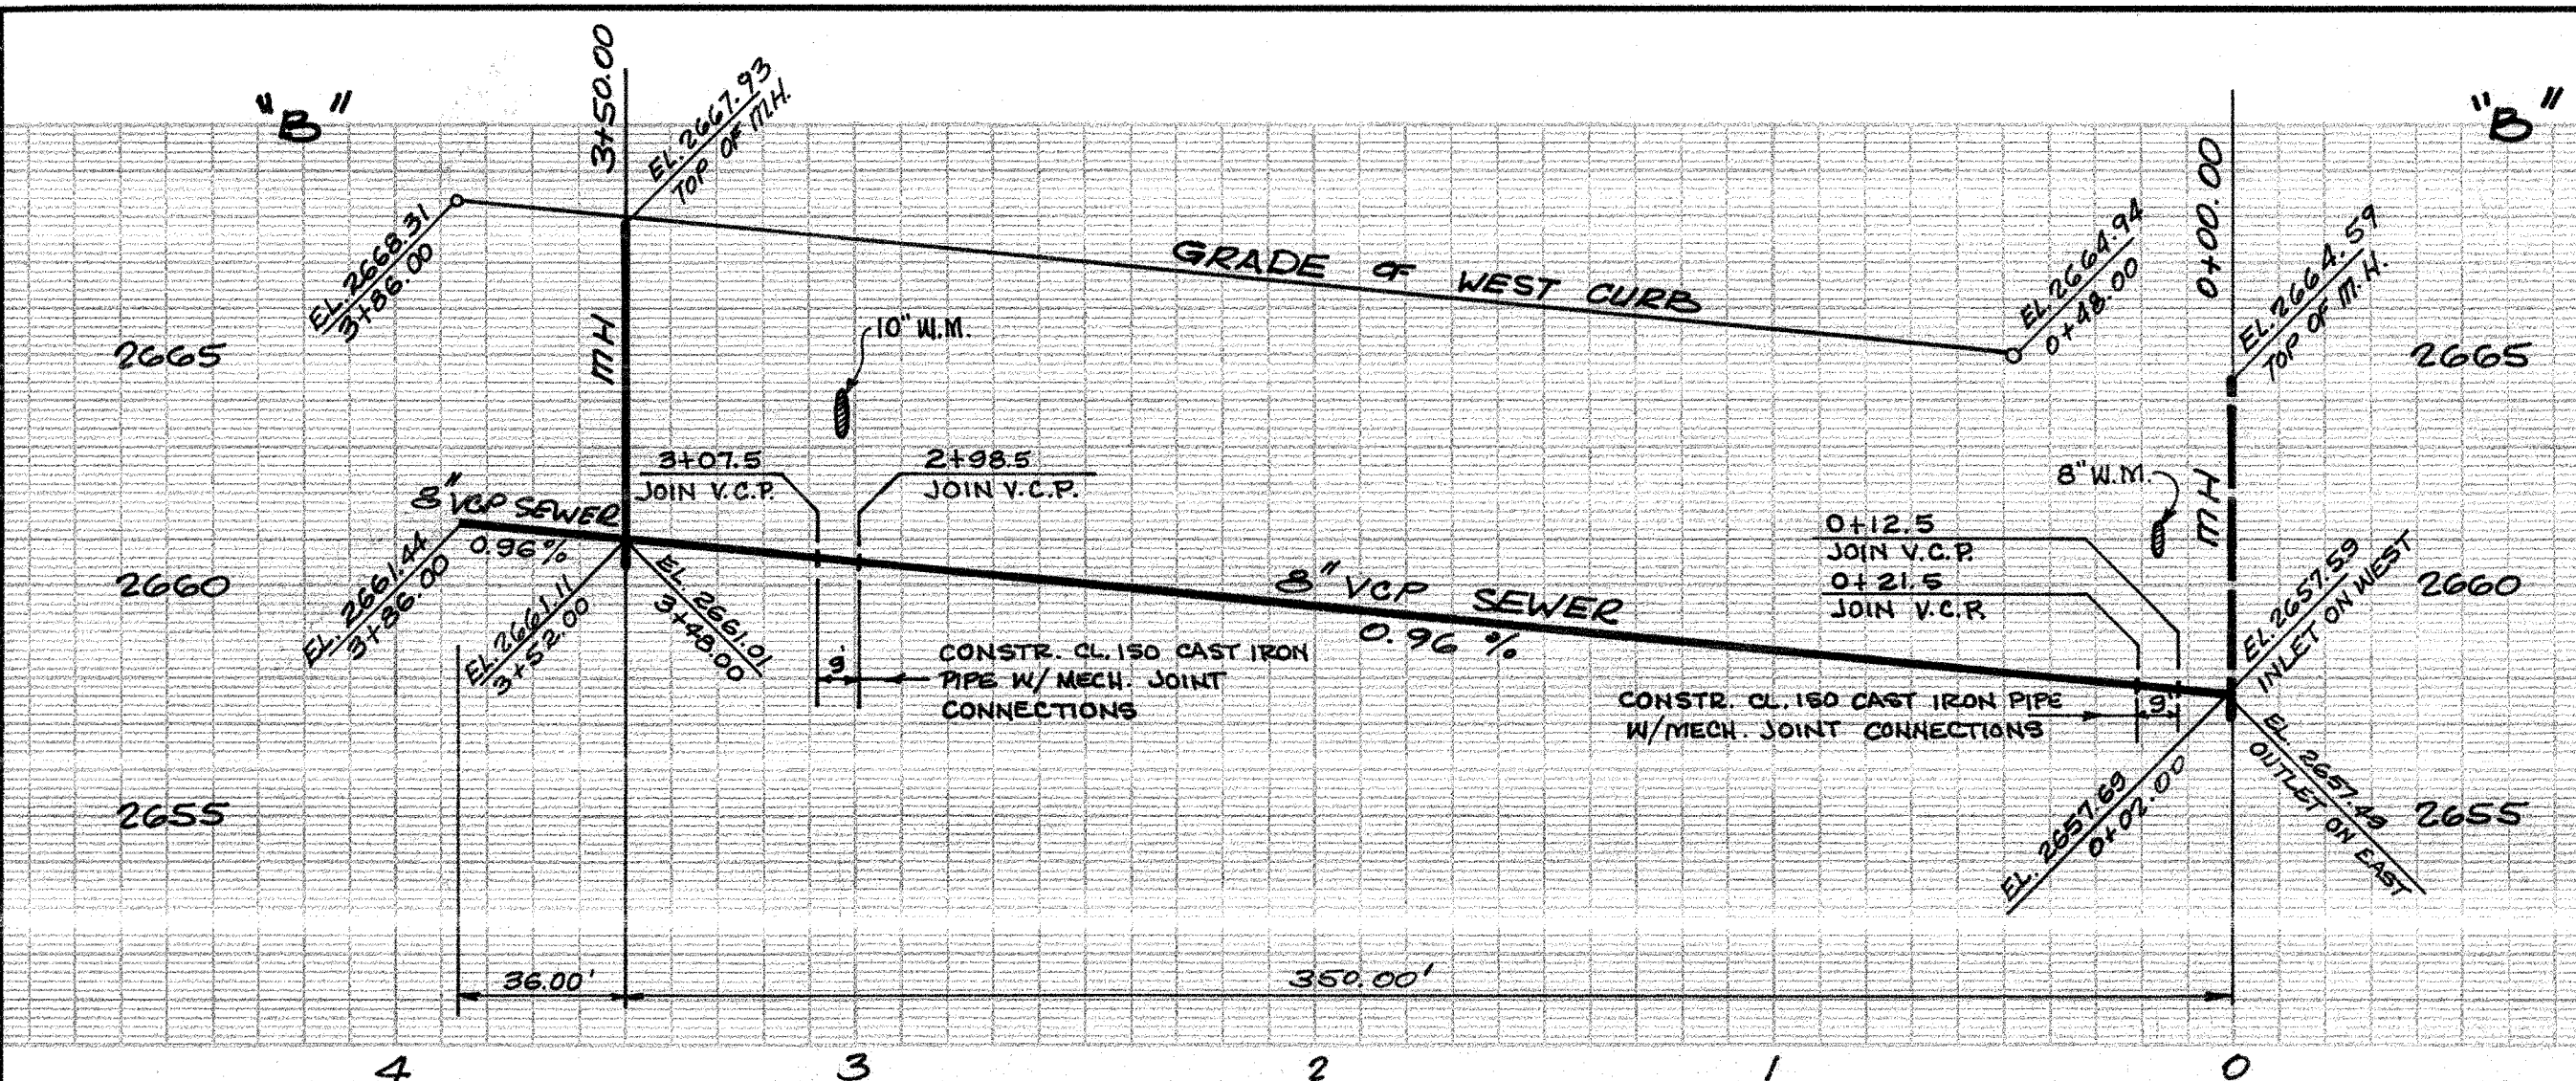 "B"
3+50.00
EL. 2667.93
TOP OF M.H.
"B"
0+00.00
EL. 2668.31
3+86.00
GRADE OF WEST CURB
EL. 2664.94
0+48.00
EL. 2664.59
TOP OF M.H.
2665
MH
10" W.M.
2665
3+07.5
JOIN V.C.P.
2+98.5
JOIN V.C.P.
8" W.M.
MH
8" VCP SEWER
0.96 %
0+12.5
JOIN V.C.P.
0+21.5
JOIN V.C.P.
2660
EL. 2661.44
3+86.00
EL. 2661.11
3+52.00
EL. 2661.01
3+48.00
8" VCP SEWER
0.96 %
EL. 2657.59
INLET ON WEST
2660
9'
CONSTR. CL. 150 CAST IRON
PIPE W/ MECH. JOINT
CONNECTIONS
CONSTR. CL. 150 CAST IRON PIPE
W/MECH. JOINT CONNECTIONS
9'
2655
EL. 2657.69
0+02.00
EL. 2657.49
OUTLET ON EAST
2655
36.00'
350.00'
4
3
2
1
0